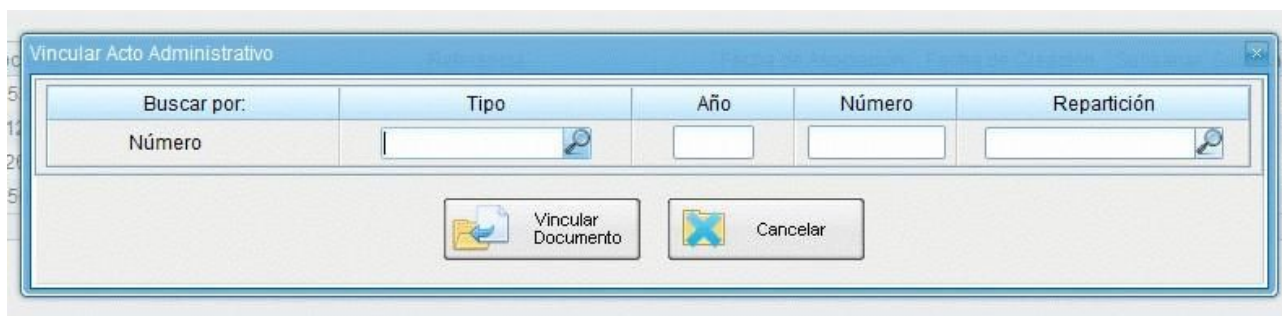 Vincular Acto Administrativo
Buscar por: Tipo Año Número Repartición
Número
Vincular
Documento
Cancelar